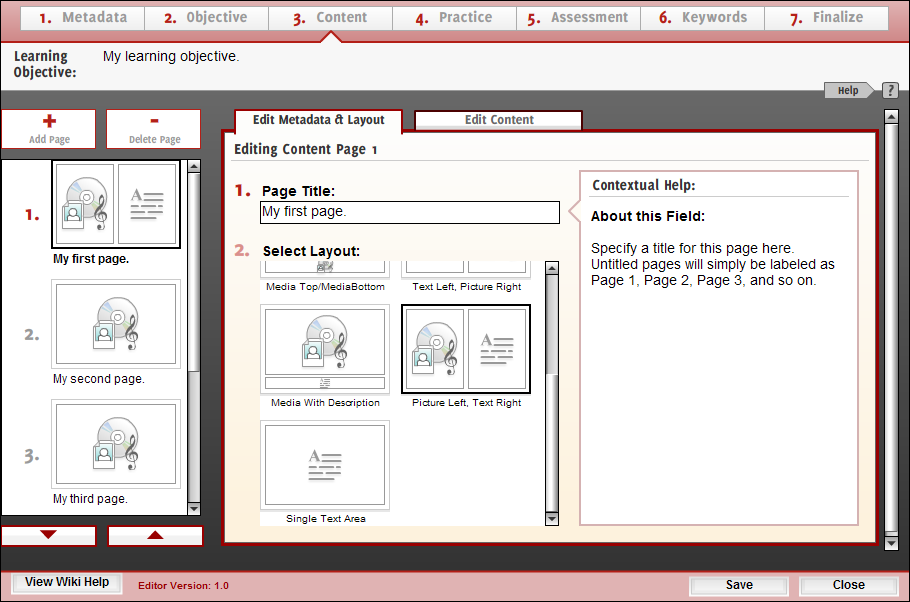 1. Metadata
2. Objective
3. Content
4. Practice
5. Assessment
6. Keywords
7. Finalize
Learning
Objective:
My learning objective.
Help
?
Add Page
Delete Page
1.
My first page.
2.
My second page.
3.
My third page.
Edit Metadata & Layout
Edit Content
Editing Content Page 1
1. Page Title:
My first page.
2. Select Layout:
Media Top/MediaBottom
Text Left, Picture Right
Media With Description
Picture Left, Text Right
Single Text Area
Contextual Help:
About this Field:
Specify a title for this page here.
Untitled pages will simply be labeled as
Page 1, Page 2, Page 3, and so on.
View Wiki Help
Editor Version: 1.0
Save
Close